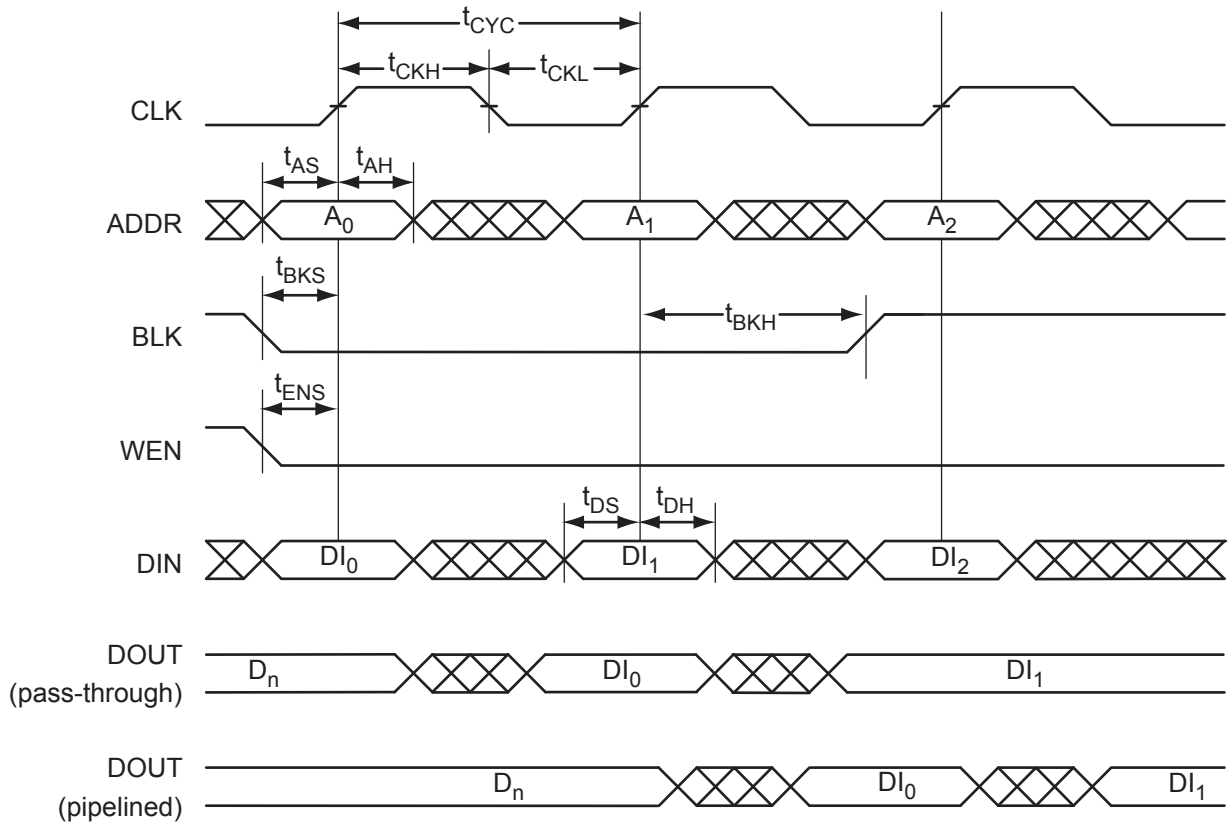 tCYC
tCKH tCKL
CLK
tAS tAH
ADDR A0 A1 A2
tBKS
BLK tBKH
tENS
WEN
tDS tDH
DIN DI0 DI1 DI2
DOUT
(pass-through) Dn DI0 DI1
DOUT
(pipelined) Dn DI0 DI1